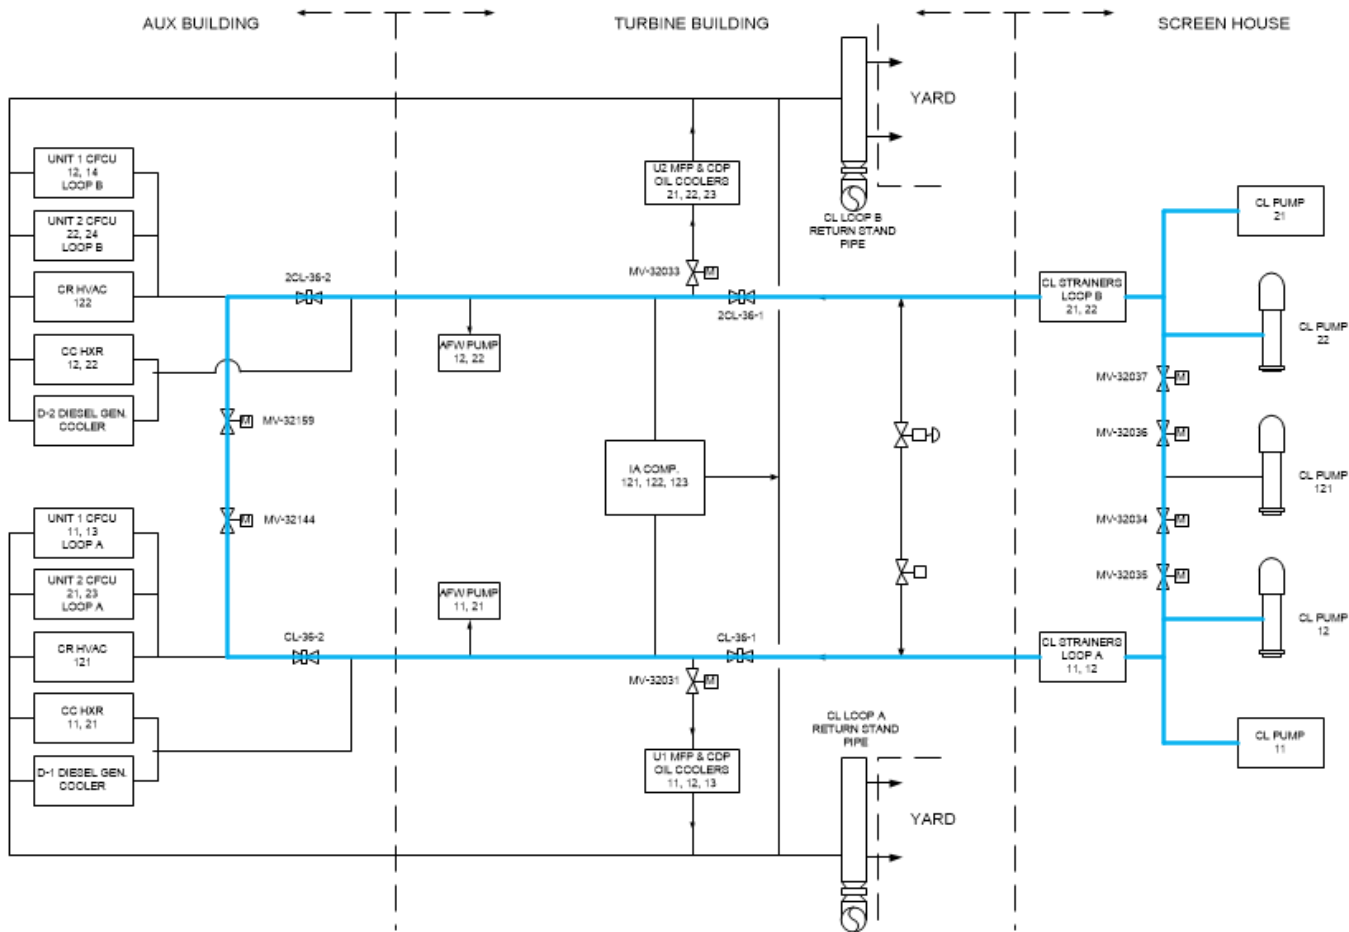 AUX BUILDING
TURBINE BUILDING
SCREEN HOUSE
YARD
UNIT 1 CFCU
12, 14
LOOP B
UNIT 2 CFCU
22, 24
LOOP B
CR HVAC
122
CC HXR
12, 22
D-2 DIESEL GEN.
COOLER
2CL-36-2
MV-32159
M
MV-32144
M
U2 MFP & CDP
OIL COOLERS
21, 22, 23
MV-32033
M
2CL-36-1
AFW PUMP
12, 22
CL LOOP B
RETURN STAND
PIPE
IA COMP.
121, 122, 123
CL STRAINERS
LOOP B
21, 22
CL PUMP
21
CL PUMP
22
MV-32037
M
MV-32036
M
CL PUMP
121
MV-32034
M
MV-32035
M
CL PUMP
12
CL STRAINERS
LOOP A
11, 12
CL PUMP
11
UNIT 1 CFCU
11, 13
LOOP A
UNIT 2 CFCU
21, 23
LOOP A
CR HVAC
121
CC HXR
11, 21
D-1 DIESEL GEN.
COOLER
CL-36-2
AFW PUMP
11, 21
CL-36-1
MV-32031
M
U1 MFP & CDP
OIL COOLERS
11, 12, 13
CL LOOP A
RETURN STAND
PIPE
YARD